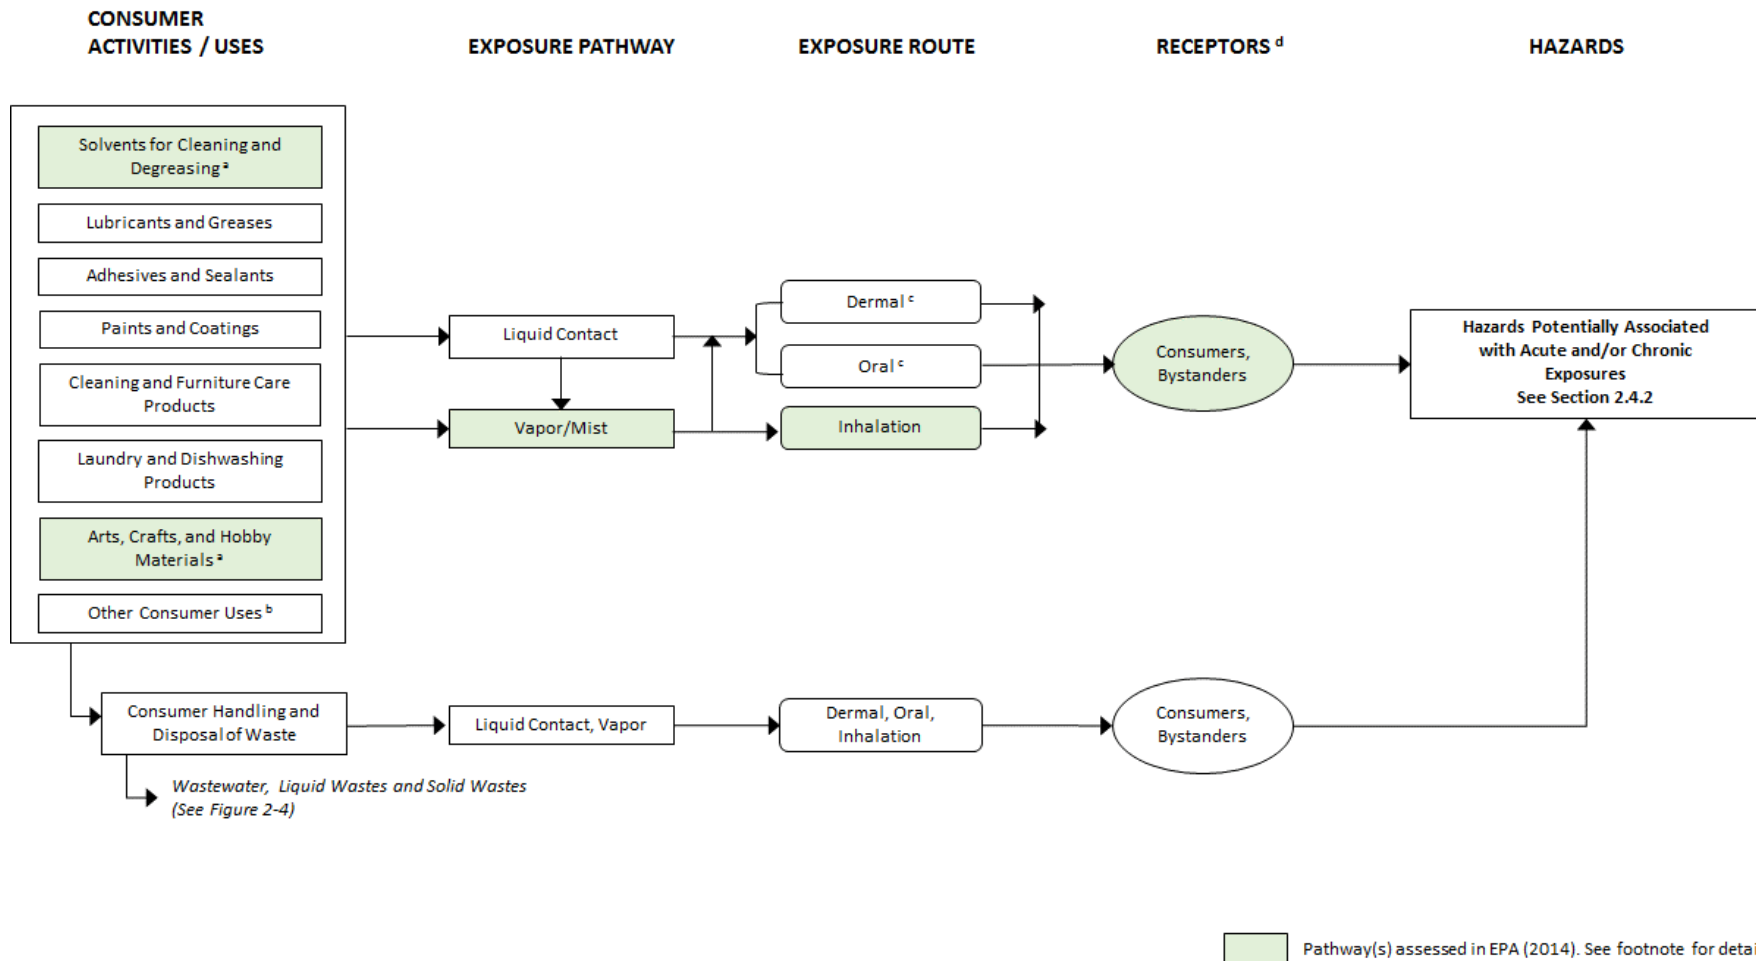 CONSUMER
ACTIVITIES / USES
EXPOSURE PATHWAY
EXPOSURE ROUTE
RECEPTORS ᵈ
HAZARDS
Solvents for Cleaning and
Degreasing ᵃ
Lubricants and Greases
Adhesives and Sealants
Paints and Coatings
Cleaning and Furniture Care
Products
Laundry and Dishwashing
Products
Arts, Crafts, and Hobby
Materials ᵃ
Other Consumer Uses ᵇ
Liquid Contact
Vapor/Mist
Dermal ᶜ
Oral ᶜ
Inhalation
Consumers,
Bystanders
Hazards Potentially Associated
with Acute and/or Chronic
Exposures
See Section 2.4.2
Consumer Handling and
Disposal of Waste
Liquid Contact, Vapor
Dermal, Oral,
Inhalation
Consumers,
Bystanders
Wastewater, Liquid Wastes and Solid Wastes
(See Figure 2-4)
Pathway(s) assessed in EPA (2014). See footnote for detai